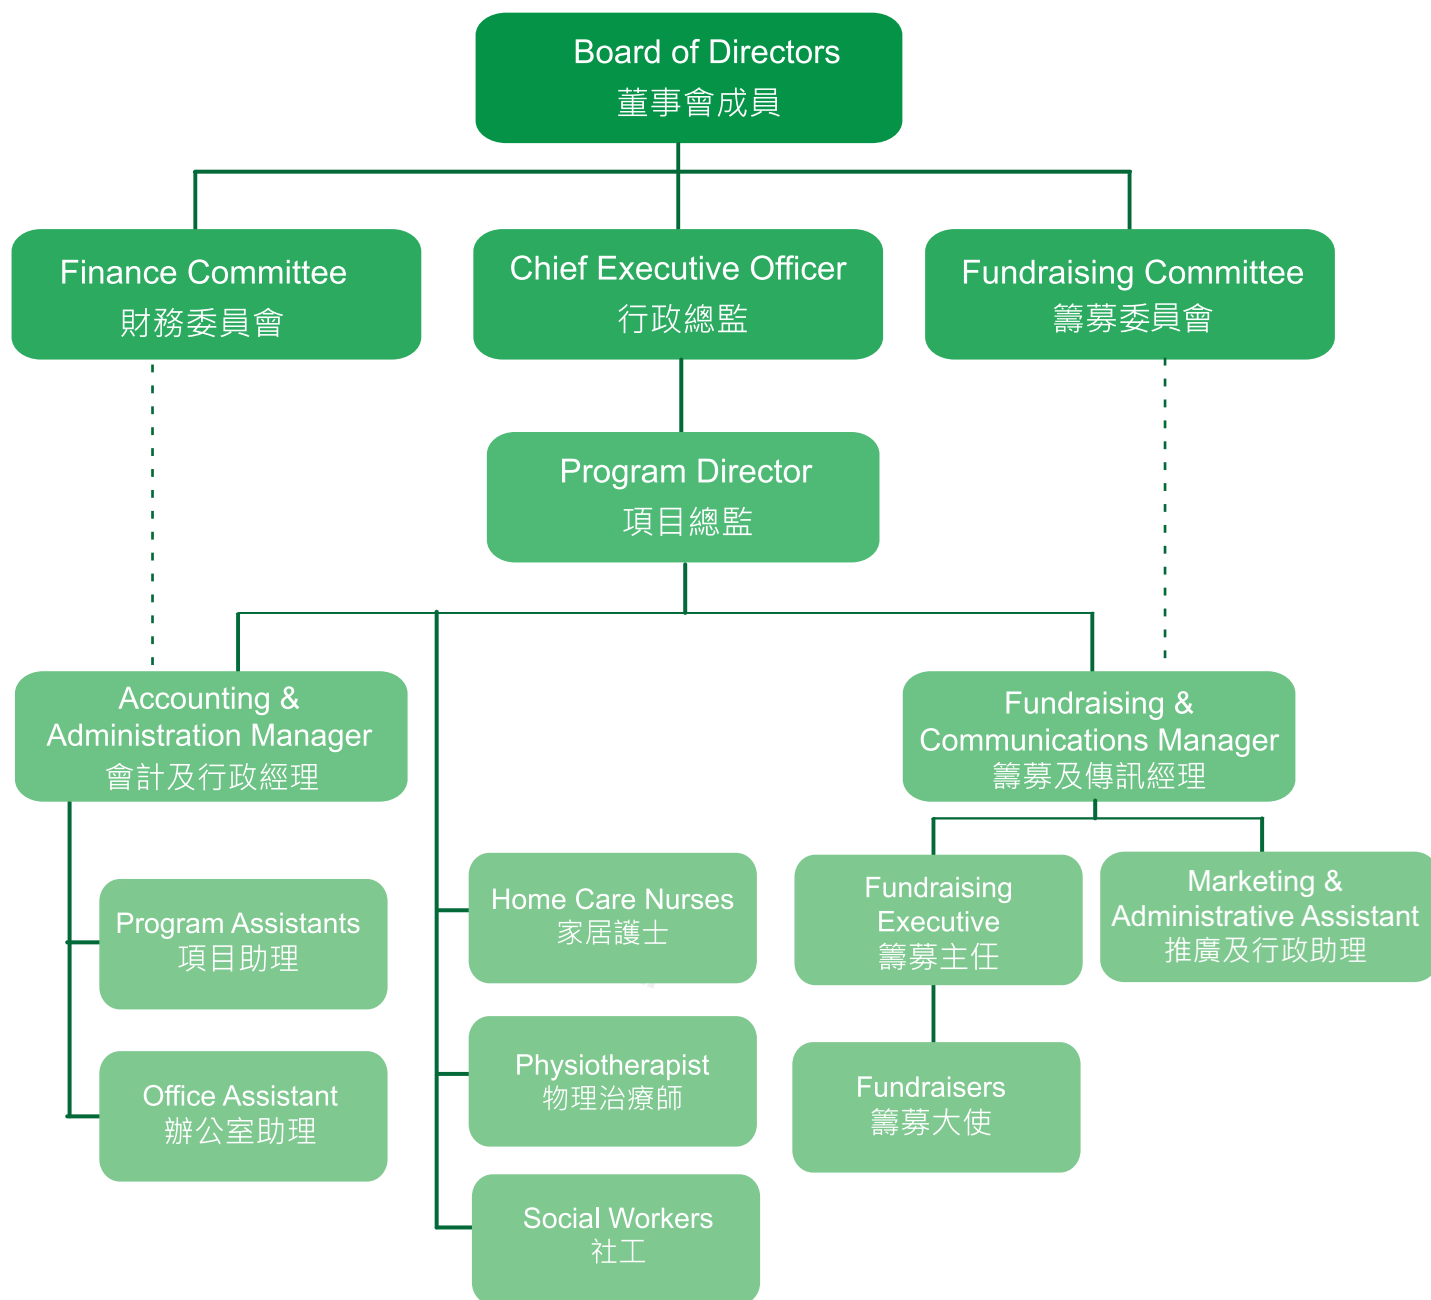 Board of Directors
董事會成員
Finance Committee
財務委員會
Chief Executive Officer
行政總監
Fundraising Committee
籌募委員會
Program Director
項目總監
Accounting &
Administration Manager
會計及行政經理
Fundraising &
Communications Manager
籌募及傳訊經理
Program Assistants
項目助理
Office Assistant
辦公室助理
Home Care Nurses
家居護士
Physiotherapist
物理治療師
Social Workers
社工
Fundraising
Executive
籌募主任
Marketing &
Administrative Assistant
推廣及行政助理
Fundraisers
籌募大使